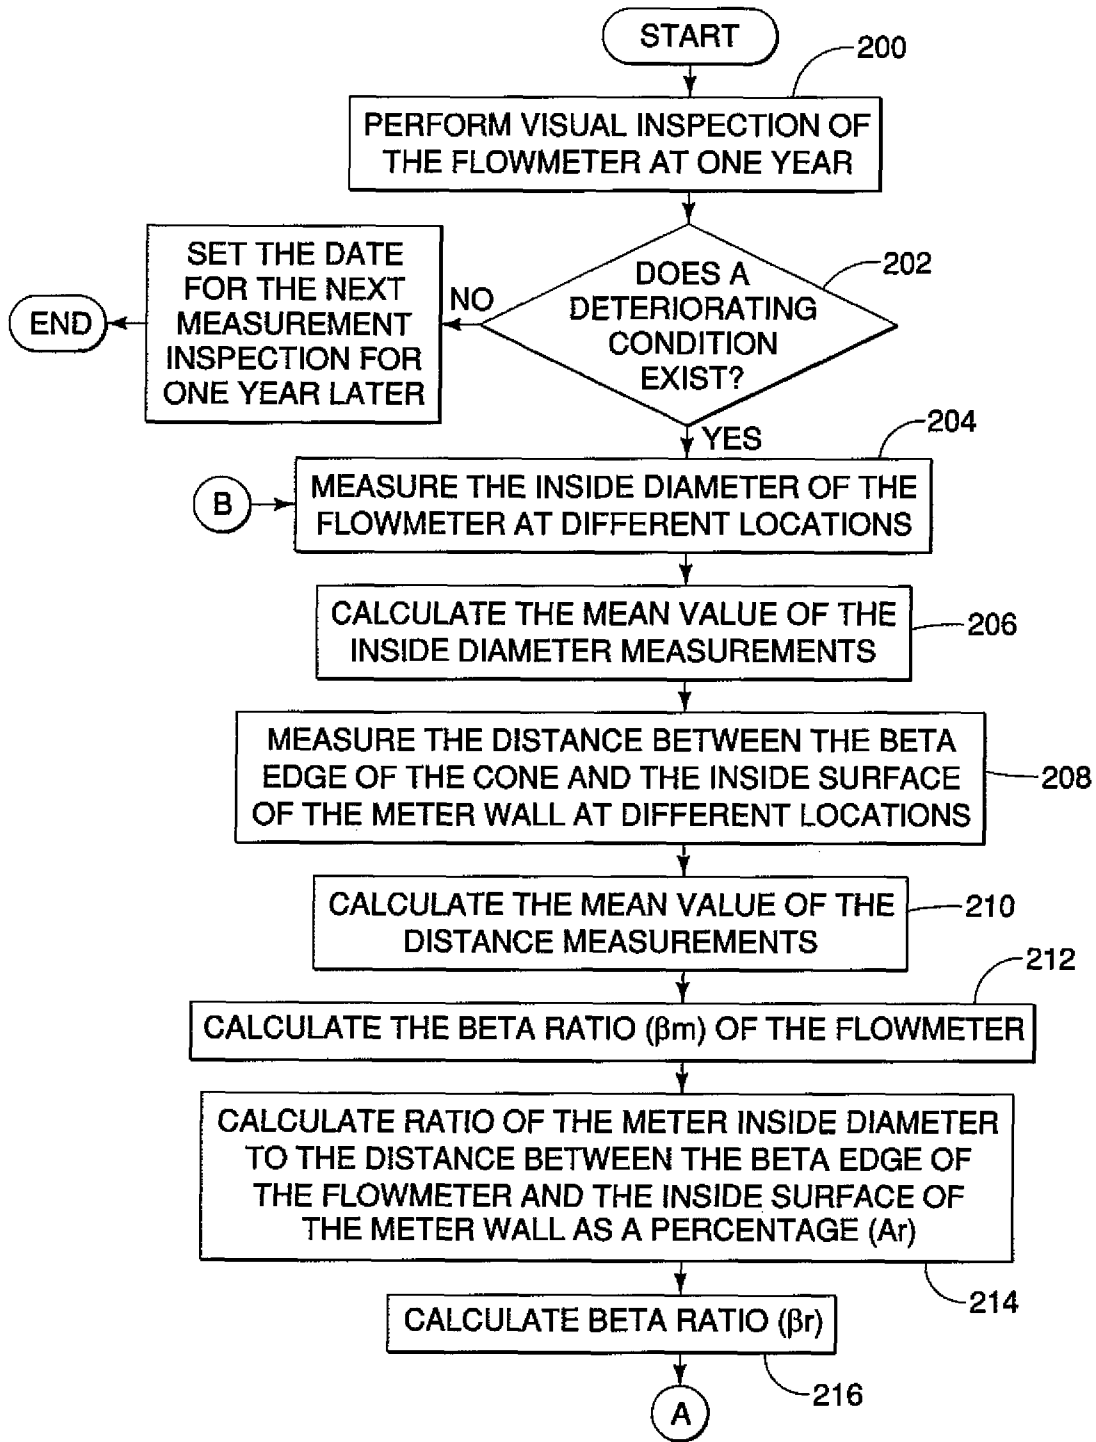 START
200
PERFORM VISUAL INSPECTION OF
THE FLOWMETER AT ONE YEAR
202
DOES A
DETERIORATING
CONDITION
EXIST?
NO
SET THE DATE
FOR THE NEXT
MEASUREMENT
INSPECTION FOR
ONE YEAR LATER
END
YES
204
B
MEASURE THE INSIDE DIAMETER OF THE
FLOWMETER AT DIFFERENT LOCATIONS
CALCULATE THE MEAN VALUE OF THE
INSIDE DIAMETER MEASUREMENTS
206
MEASURE THE DISTANCE BETWEEN THE BETA
EDGE OF THE CONE AND THE INSIDE SURFACE
OF THE METER WALL AT DIFFERENT LOCATIONS
208
CALCULATE THE MEAN VALUE OF THE
DISTANCE MEASUREMENTS
210
212
CALCULATE THE BETA RATIO (βm) OF THE FLOWMETER
CALCULATE RATIO OF THE METER INSIDE DIAMETER
TO THE DISTANCE BETWEEN THE BETA EDGE OF
THE FLOWMETER AND THE INSIDE SURFACE OF
THE METER WALL AS A PERCENTAGE (Ar)
214
CALCULATE BETA RATIO (βr)
216
A